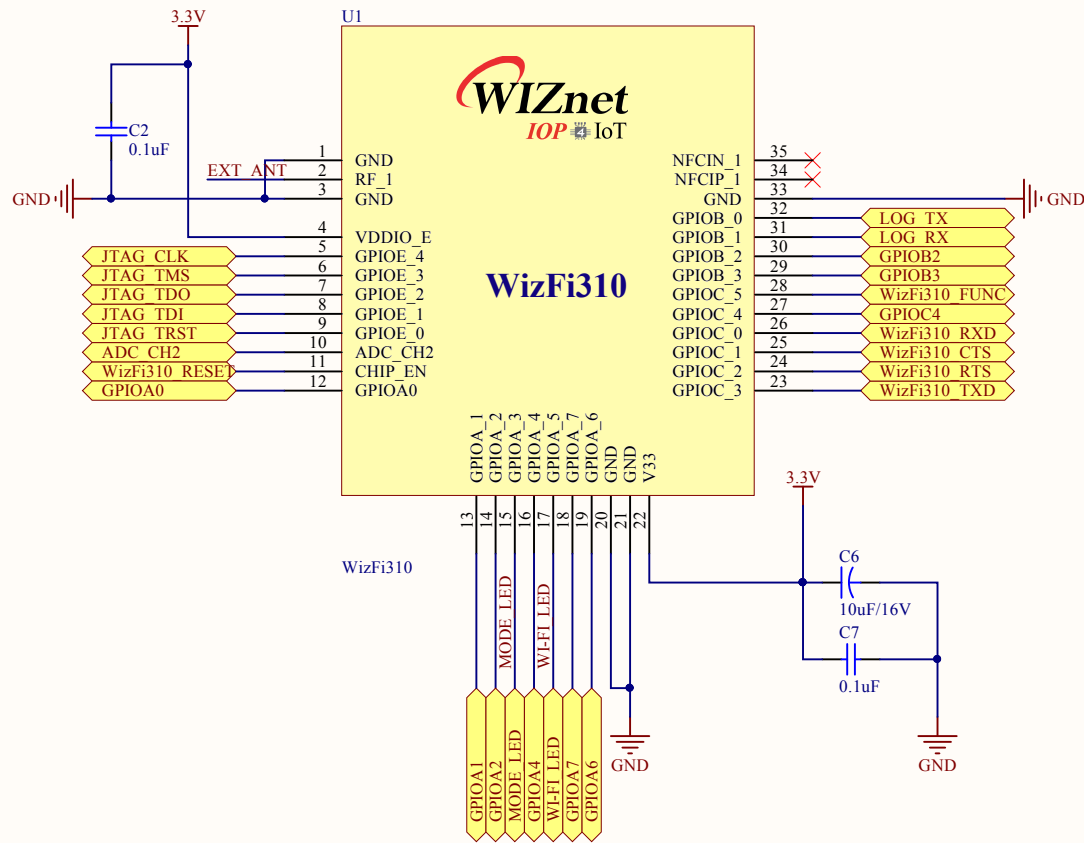 3.3V
U1
WIZnet
IOP 4 IoT
C2
0.1uF
GND
EXT_ANT
1 GND
2 RF_1
3 GND
4 VDDIO_E
JTAG_CLK 5 GPIOE_4
JTAG_TMS 6 GPIOE_3
JTAG_TDO 7 GPIOE_2
JTAG_TDI 8 GPIOE_1
JTAG_TRST 9 GPIOE_0
ADC_CH2 10 ADC_CH2
WizFi310_RESET 11 CHIP_EN
GPIOA0 12 GPIOA0
WizFi310
NFCIN_1 35
NFCIP_1 34
GND 33 GND
GPIOB_0 32 LOG_TX
GPIOB_1 31 LOG_RX
GPIOB_2 30 GPIOB2
GPIOB_3 29 GPIOB3
GPIOC_5 28 WizFi310_FUNC
GPIOC_4 27 GPIOC4
GPIOC_0 26 WizFi310_RXD
GPIOC_1 25 WizFi310_CTS
GPIOC_2 24 WizFi310_RTS
GPIOC_3 23 WizFi310_TXD
GPIOA_1 13 GPIOA1
GPIOA_2 14 GPIOA2
GPIOA_3 15 MODE_LED MODE_LED
GPIOA_4 16 GPIOA4
GPIOA_5 17 WI-FI_LED WI-FI_LED
GPIOA_7 18 GPIOA7
GPIOA_6 19 GPIOA6
GND 20
GND 21
V33 22
WizFi310
GND
3.3V
C6
10uF/16V
C7
0.1uF
GND